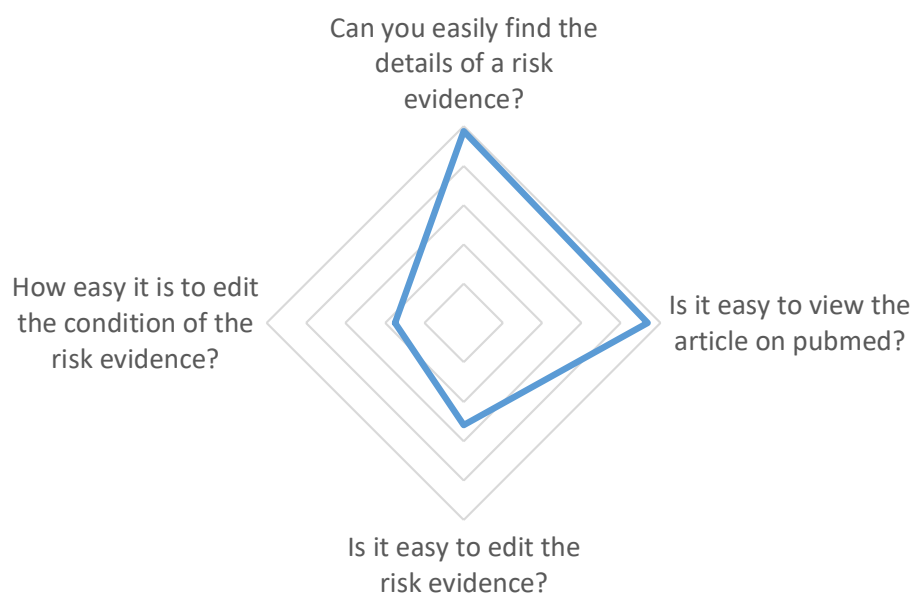 Can you easily find the
details of a risk
evidence?
How easy it is to edit
the condition of the
risk evidence?
Is it easy to view the
article on pubmed?
Is it easy to edit the
risk evidence?